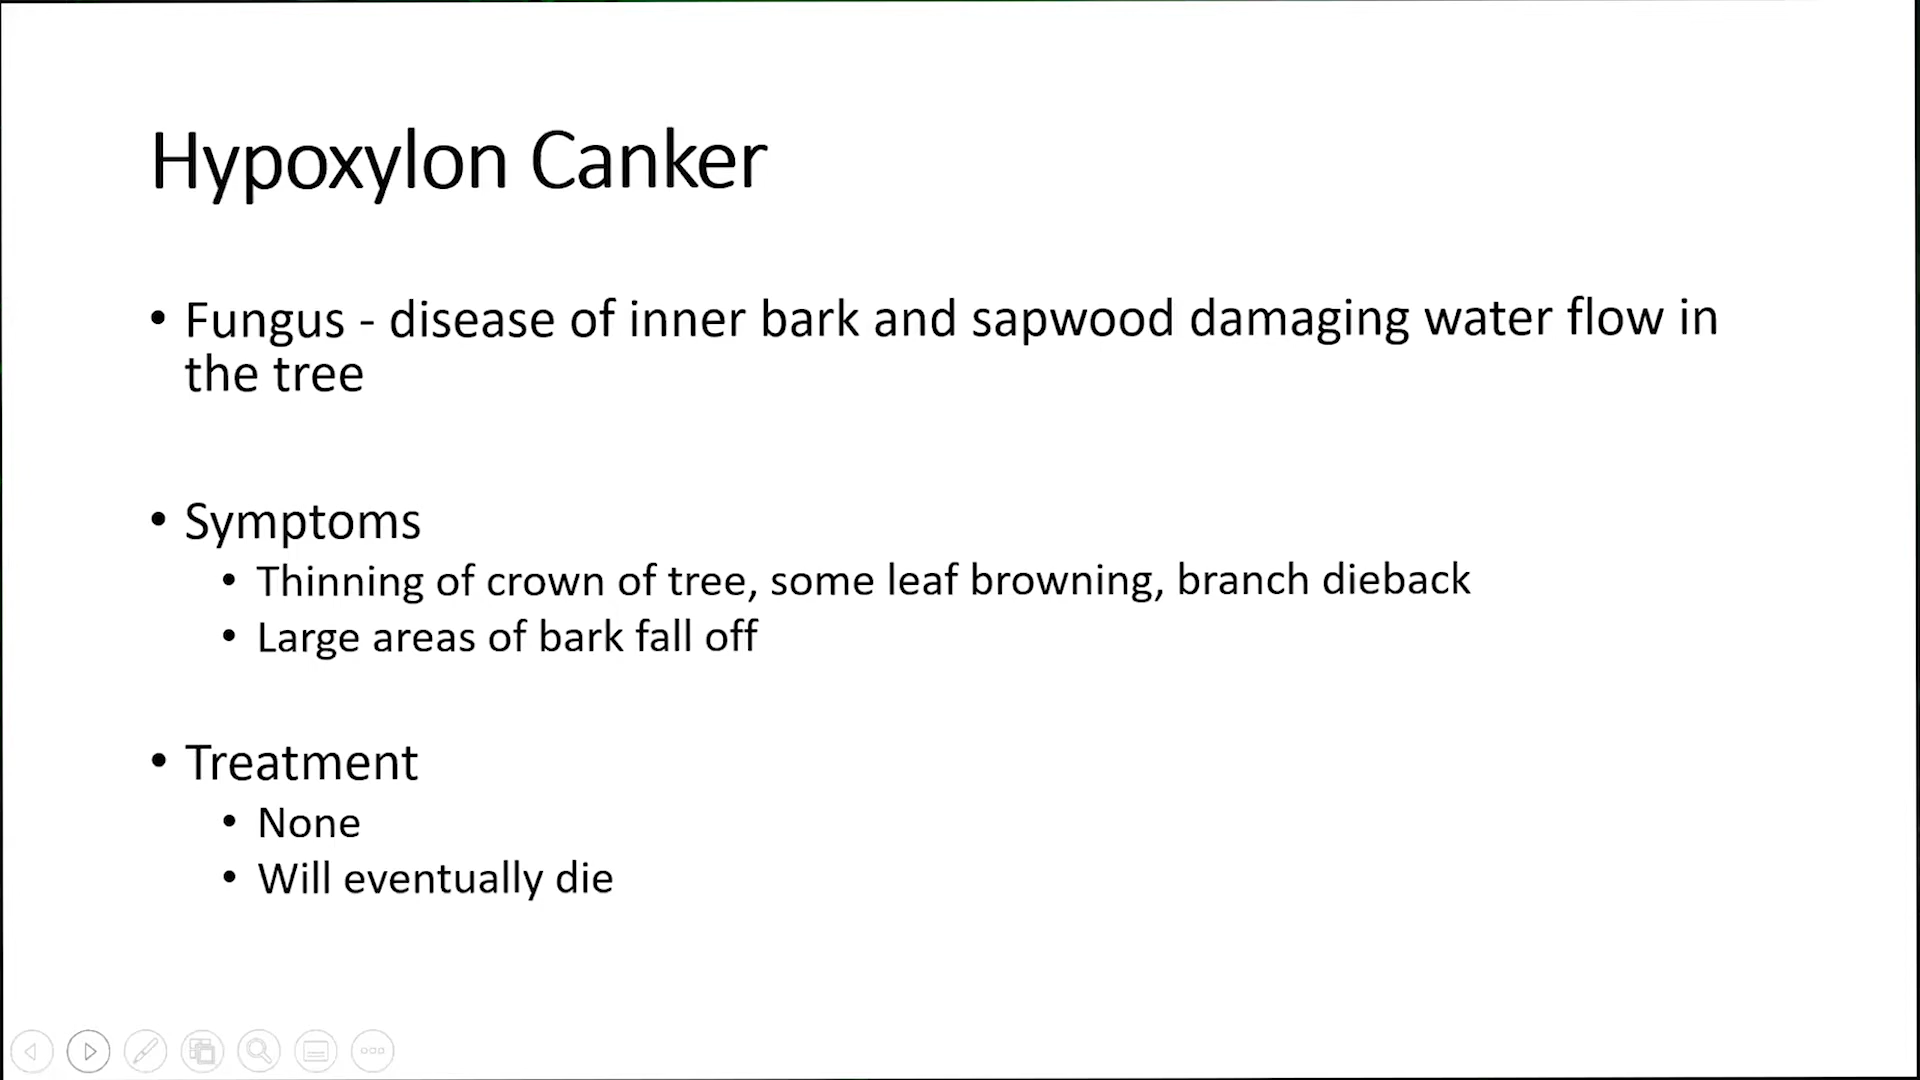 Hypoxylon Canker
• Fungus - disease of inner bark and sapwood damaging water flow in
the tree
• Symptoms
• Thinning of crown of tree, some leaf browning, branch dieback
• Large areas of bark fall off
• Treatment
• None
• Will eventually die